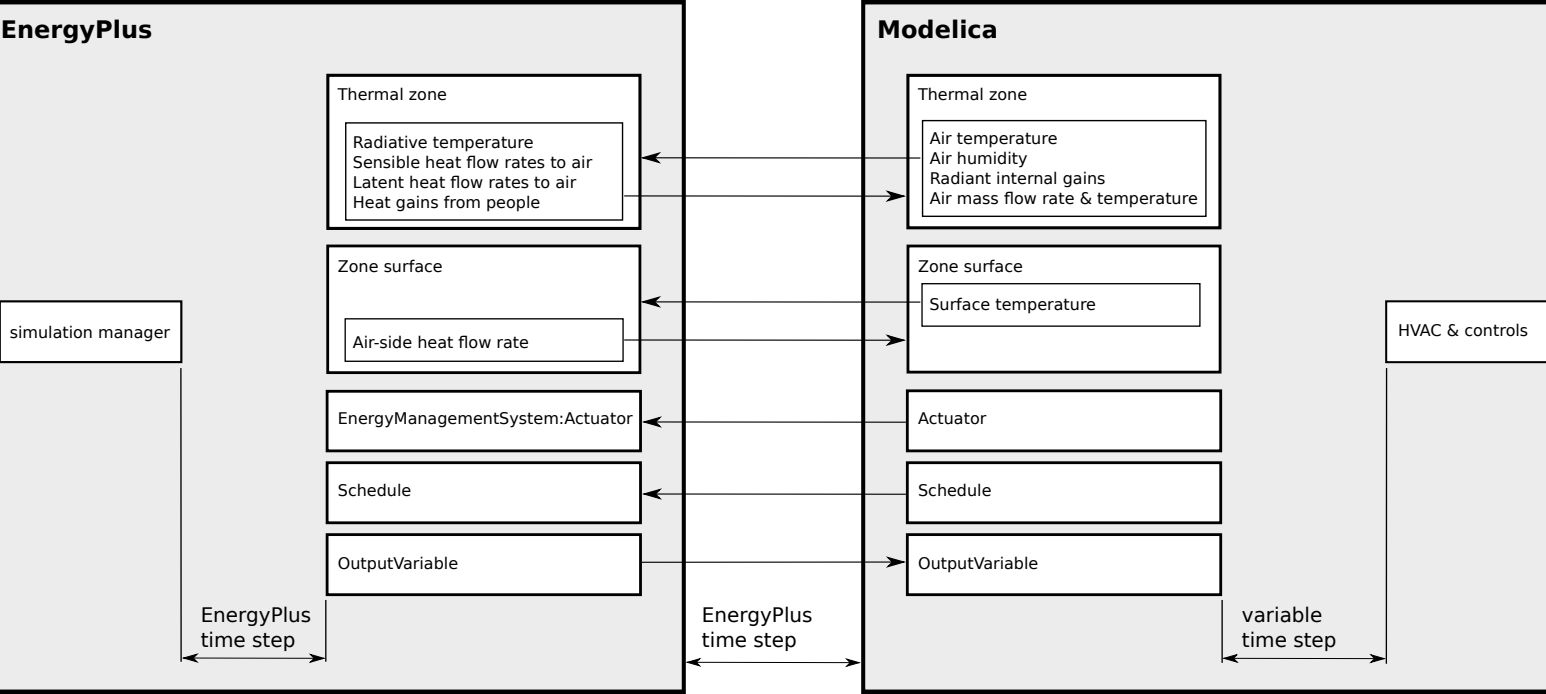 EnergyPlus
Thermal zone
Radiative temperature
Sensible heat flow rates to air
Latent heat flow rates to air
Heat gains from people
Zone surface
Air-side heat flow rate
simulation manager
EnergyManagementSystem:Actuator
Schedule
OutputVariable
EnergyPlus
time step
EnergyPlus
time step
Modelica
Thermal zone
Air temperature
Air humidity
Radiant internal gains
Air mass flow rate & temperature
Zone surface
Surface temperature
HVAC & controls
Actuator
Schedule
OutputVariable
variable
time step